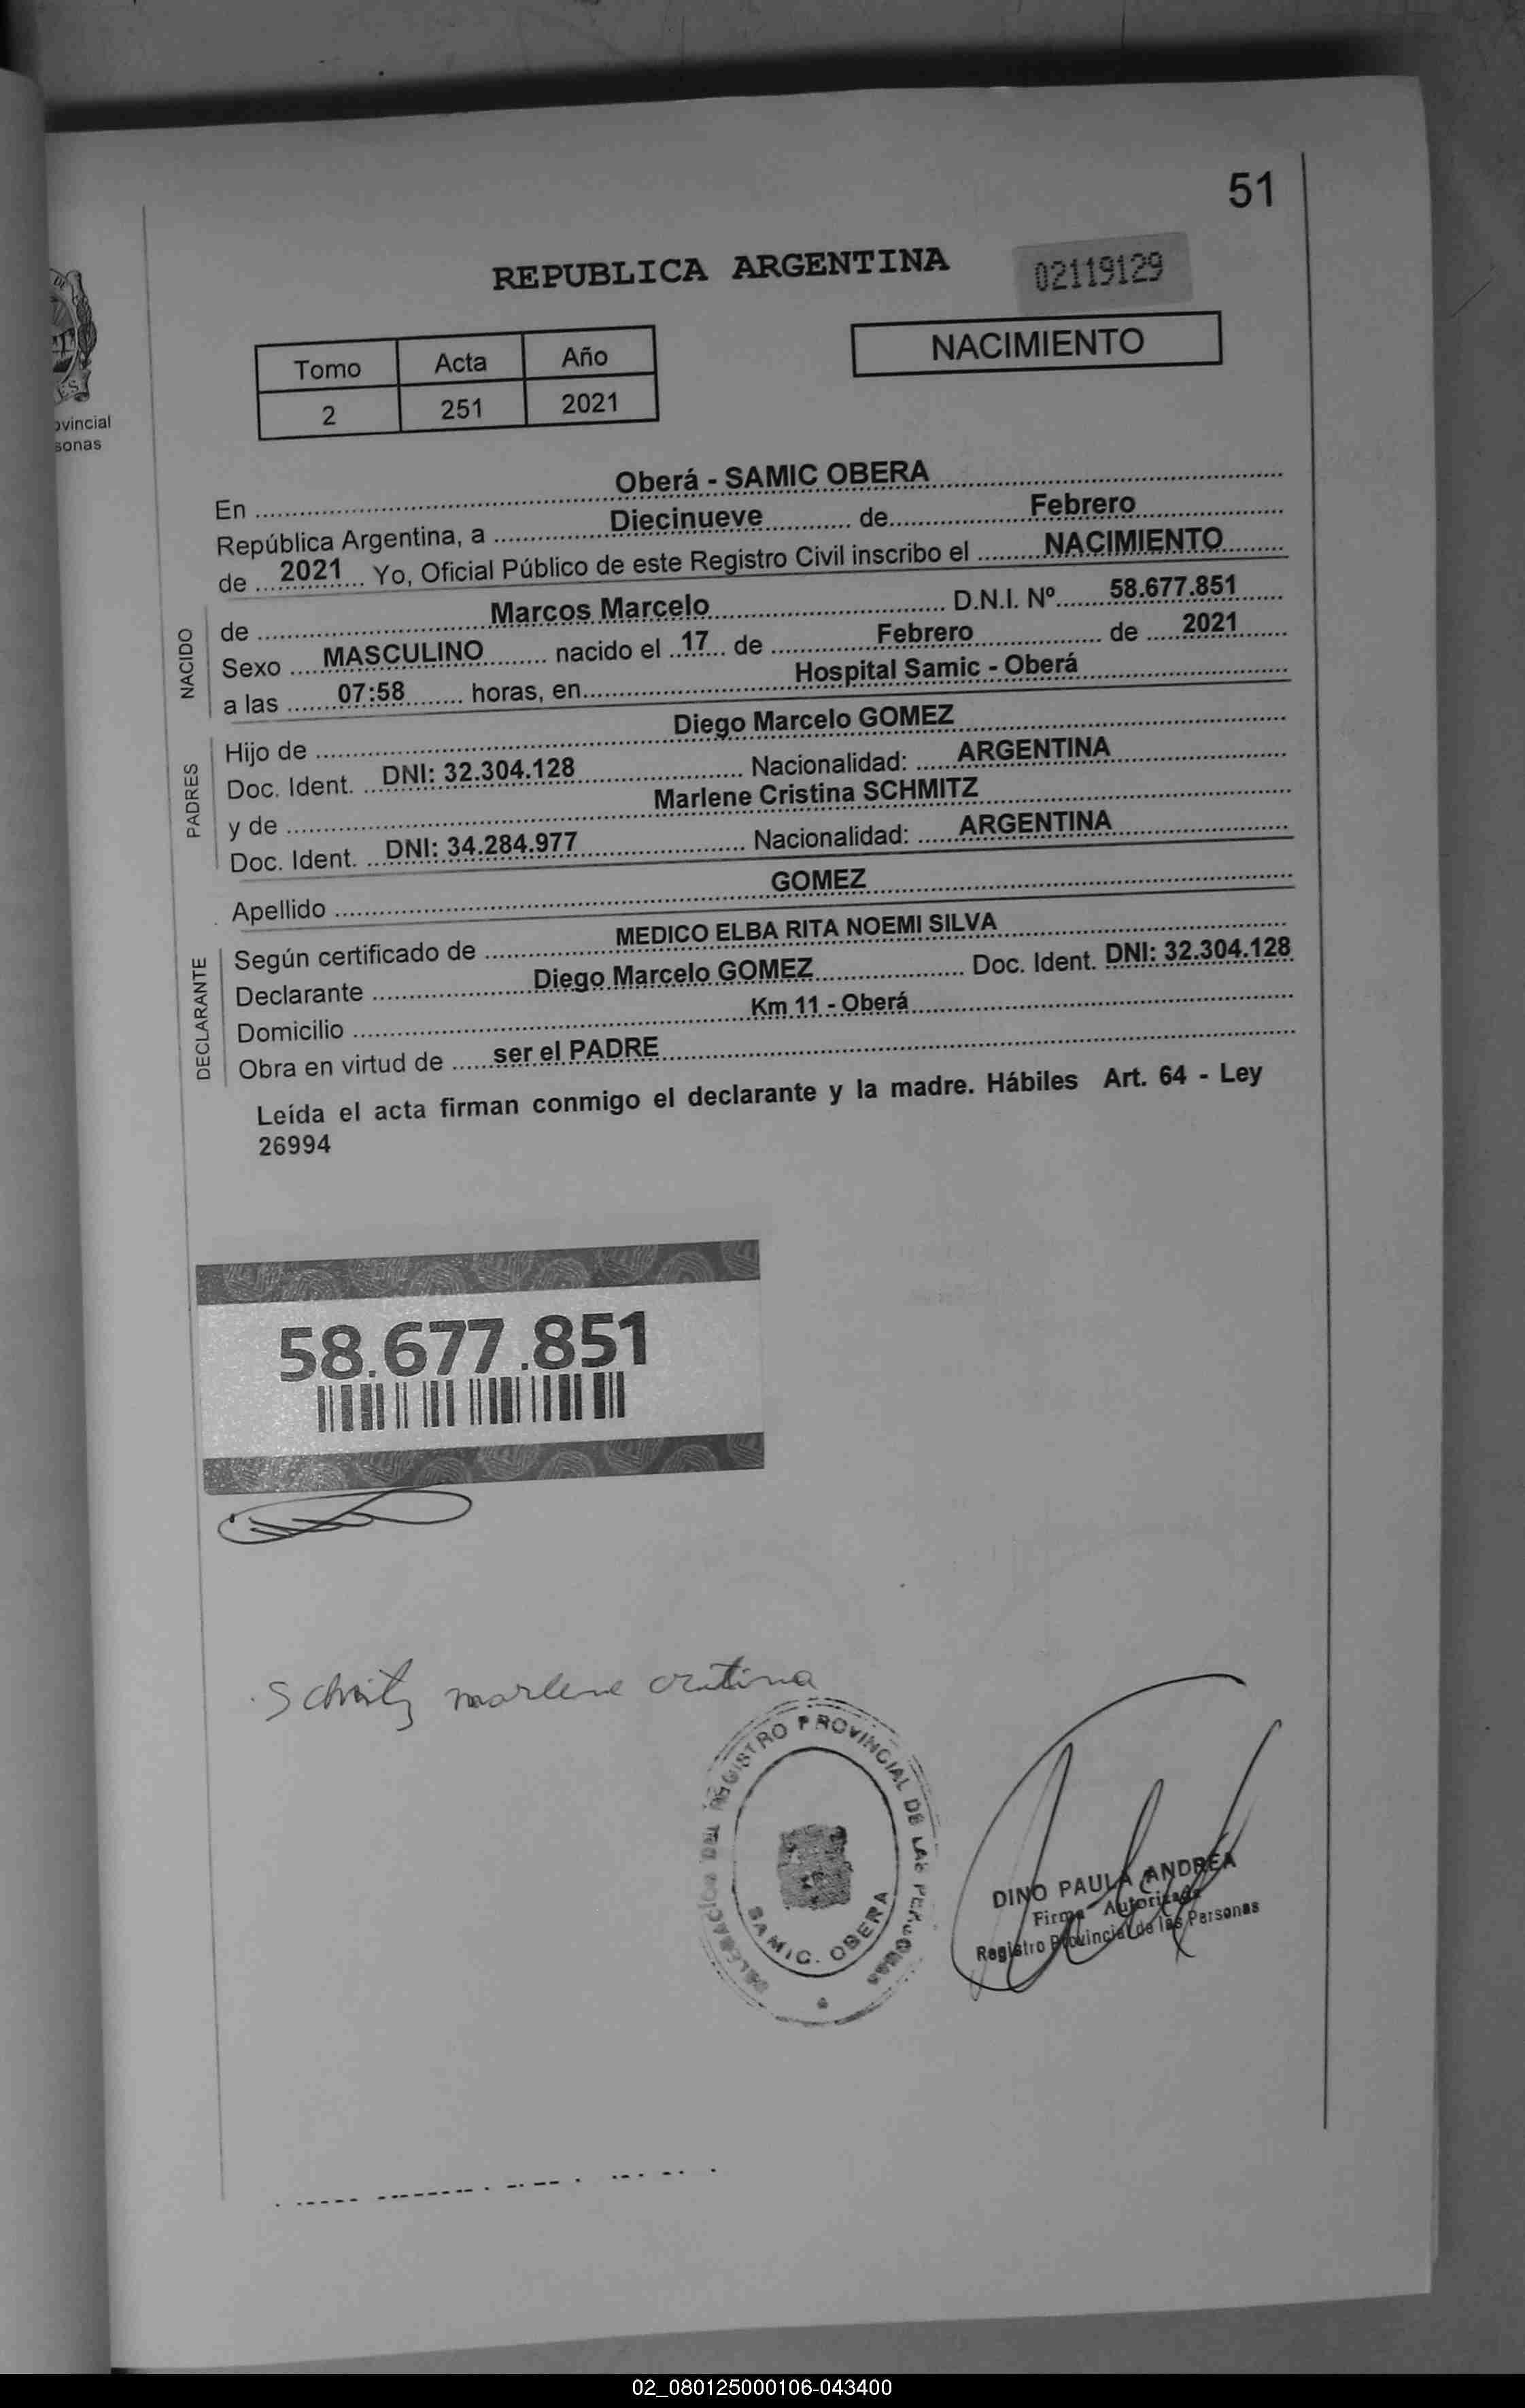 51
REPUBLICA ARGENTINA
02119129
NACIMIENTO
Tomo Acta Año
2 251 2021
ovincial
sonas
En Oberá - SAMIC OBERA
República Argentina, a Diecinueve de Febrero
de 2021 Yo, Oficial Público de este Registro Civil inscribo el NACIMIENTO
NACIDO
de Marcos Marcelo D.N.I. Nº 58.677.851
Sexo MASCULINO nacido el 17 de Febrero de 2021
a las 07:58 horas, en Hospital Samic - Oberá
PADRES
Hijo de Diego Marcelo GOMEZ
Doc. Ident. DNI: 32.304.128 Nacionalidad: ARGENTINA
y de Marlene Cristina SCHMITZ
Doc. Ident. DNI: 34.284.977 Nacionalidad: ARGENTINA
Apellido GOMEZ
DECLARANTE
Según certificado de MEDICO ELBA RITA NOEMI SILVA
Declarante Diego Marcelo GOMEZ Doc. Ident. DNI: 32.304.128
Domicilio Km 11 - Oberá
Obra en virtud de ser el PADRE
Leída el acta firman conmigo el declarante y la madre. Hábiles Art. 64 - Ley
26994
58.677.851
Schmitz marlene cristina
DELEGACION DEL REGISTRO PROVINCIAL DE LAS PERSONAS
SAMIC. OBERA
DINO PAULA ANDREA
Firma Autorizada
Registro Provincial de las Personas
02_080125000106-043400